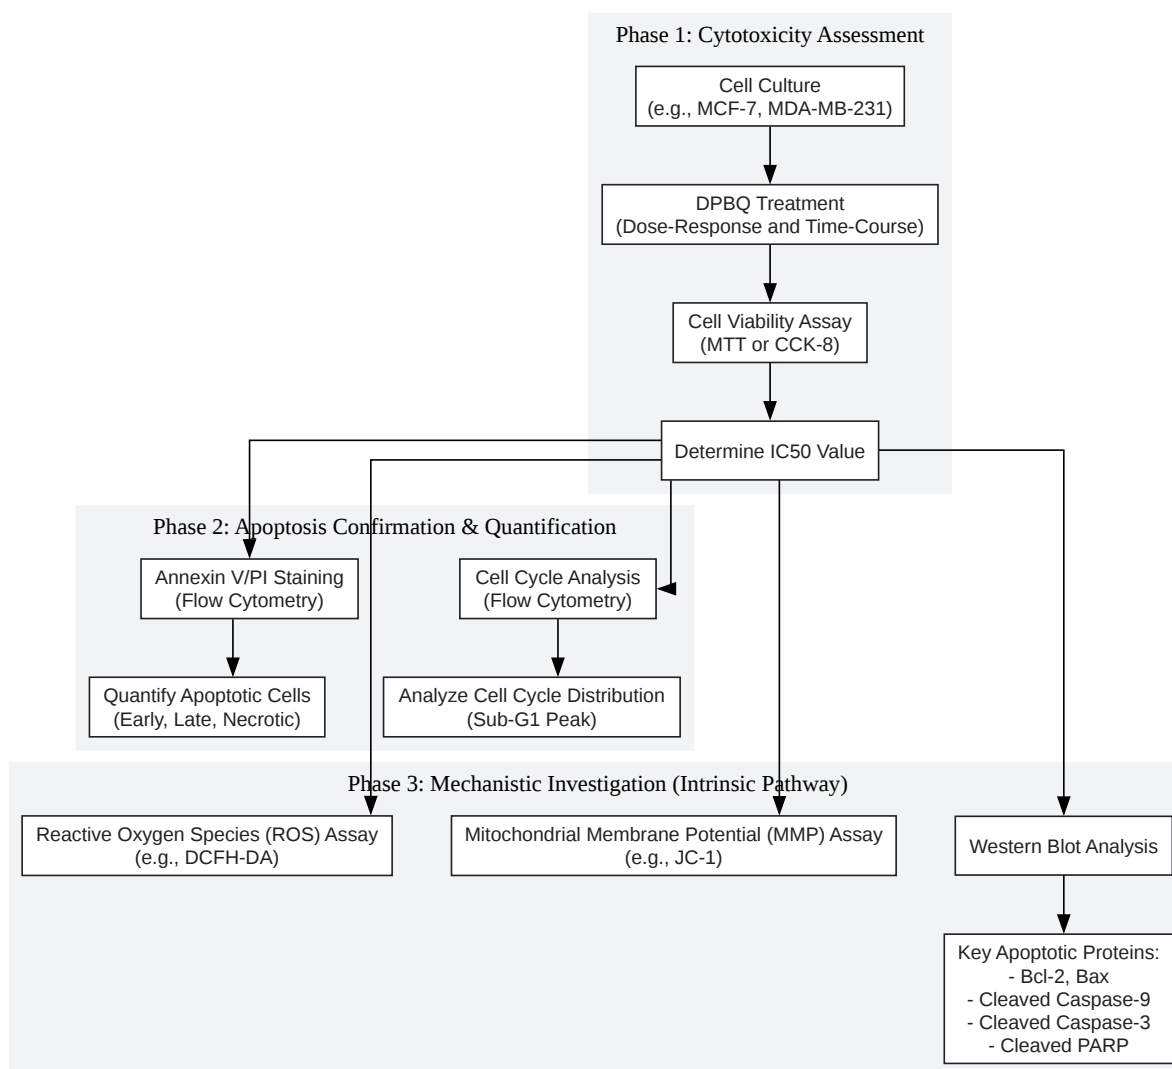 Phase 1: Cytotoxicity Assessment
Cell Culture
(e.g., MCF-7, MDA-MB-231)
DPBQ Treatment
(Dose-Response and Time-Course)
Cell Viability Assay
(MTT or CCK-8)
Determine IC50 Value
Phase 2: Apoptosis Confirmation & Quantification
Annexin V/PI Staining
(Flow Cytometry)
Cell Cycle Analysis
(Flow Cytometry)
Quantify Apoptotic Cells
(Early, Late, Necrotic)
Analyze Cell Cycle Distribution
(Sub-G1 Peak)
Phase 3: Mechanistic Investigation (Intrinsic Pathway)
Reactive Oxygen Species (ROS) Assay
(e.g., DCFH-DA)
Mitochondrial Membrane Potential (MMP) Assay
(e.g., JC-1)
Western Blot Analysis
Key Apoptotic Proteins:
- Bcl-2, Bax
- Cleaved Caspase-9
- Cleaved Caspase-3
- Cleaved PARP